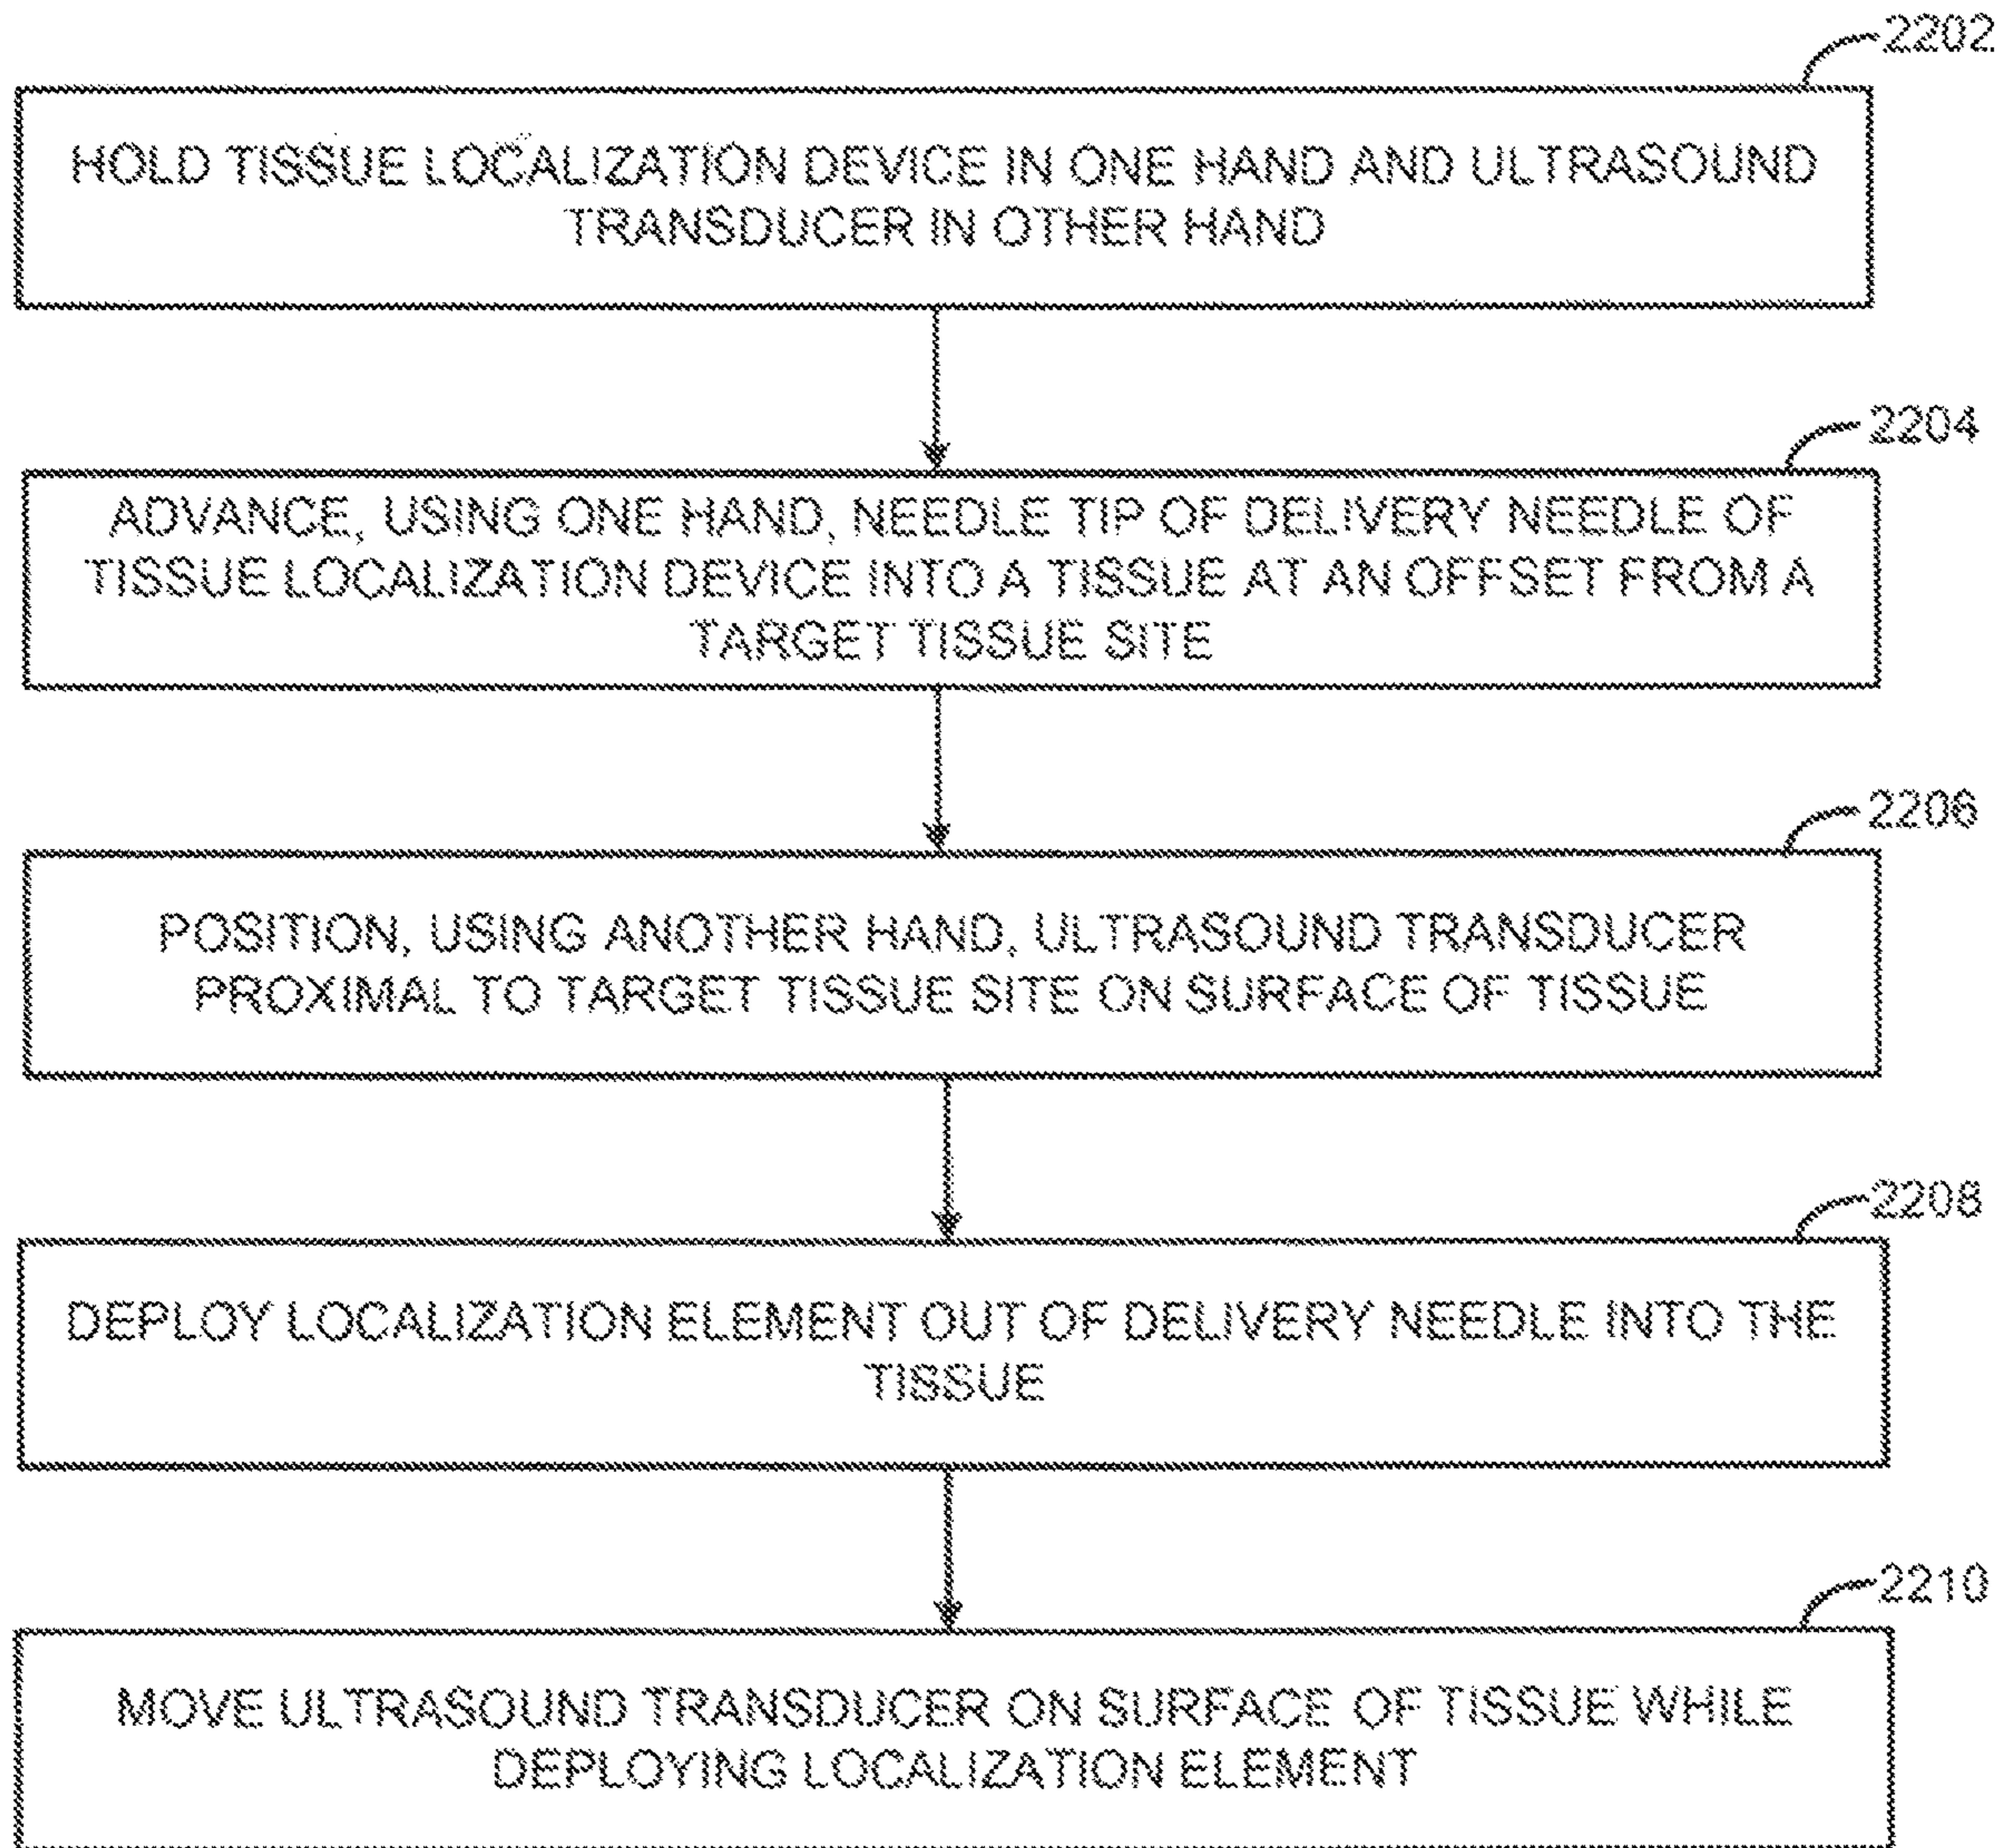 2202
HOLD TISSUE LOCALIZATION DEVICE IN ONE HAND AND ULTRASOUND
TRANSDUCER IN OTHER HAND
2204
ADVANCE, USING ONE HAND, NEEDLE TIP OF DELIVERY NEEDLE OF
TISSUE LOCALIZATION DEVICE INTO A TISSUE AT AN OFFSET FROM A
TARGET TISSUE SITE
2206
POSITION, USING ANOTHER HAND, ULTRASOUND TRANSDUCER
PROXIMAL TO TARGET TISSUE SITE ON SURFACE OF TISSUE
2208
DEPLOY LOCALIZATION ELEMENT OUT OF DELIVERY NEEDLE INTO THE
TISSUE
2210
MOVE ULTRASOUND TRANSDUCER ON SURFACE OF TISSUE WHILE
DEPLOYING LOCALIZATION ELEMENT